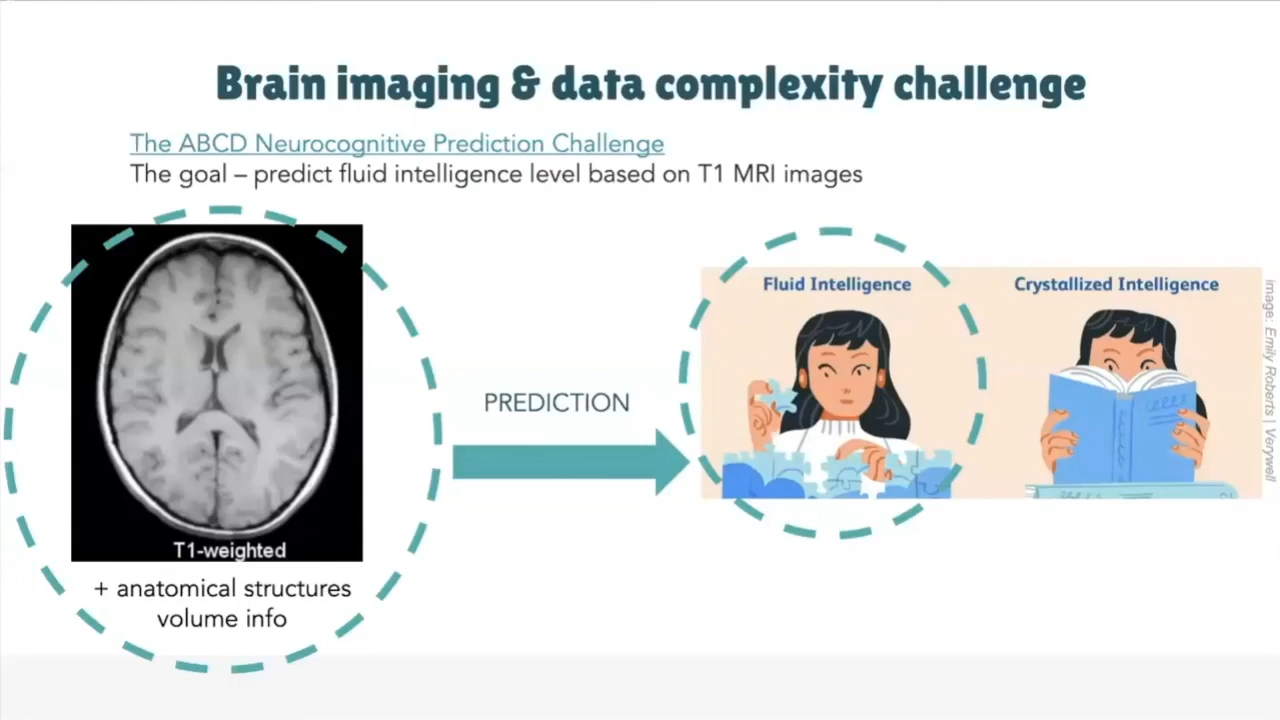 Brain imaging & data complexity challenge
The ABCD Neurocognitive Prediction Challenge
The goal – predict fluid intelligence level based on T1 MRI images
T1-weighted
+ anatomical structures
volume info
PREDICTION
Fluid Intelligence
Crystallized Intelligence
image: Emily Roberts | Verywell